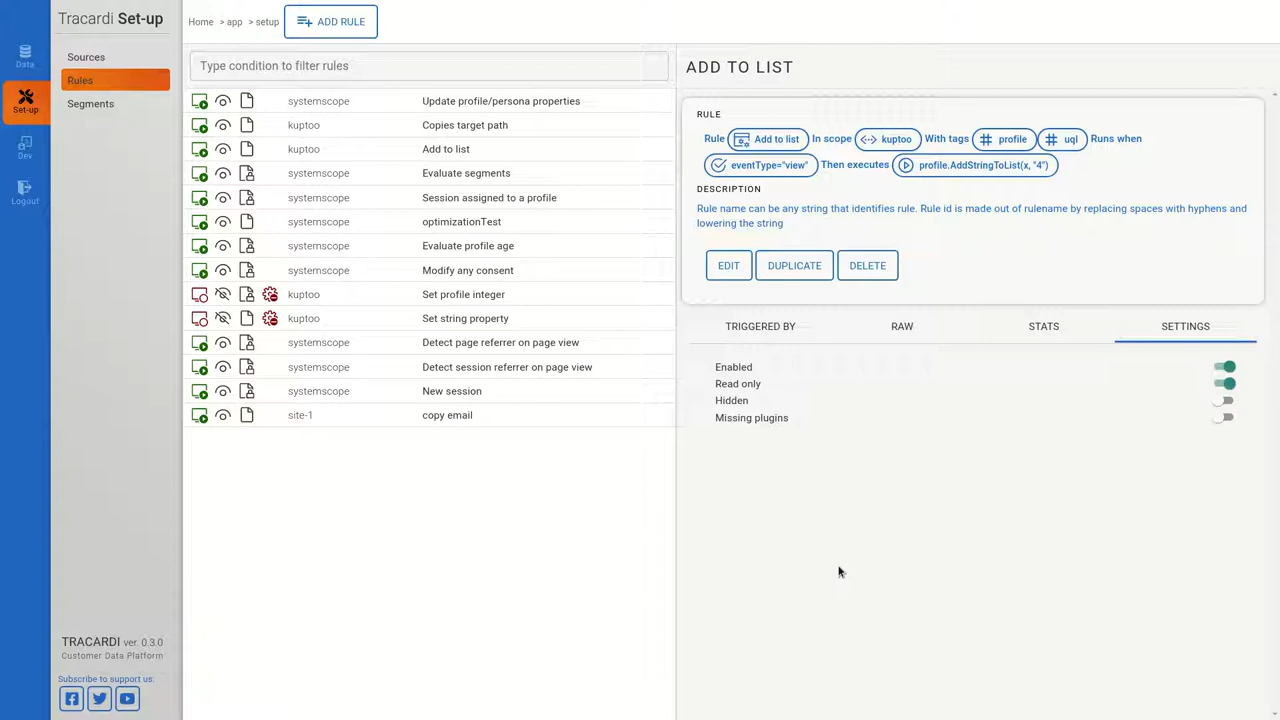 Tracardi Set-up
Home > app > setup
ADD RULE
Data
Set-up
Dev
Logout
Sources
Rules
Segments
TRACARDI ver. 0.3.0
Customer Data Platform
Subscribe to support us:
Type condition to filter rules
systemscope Update profile/persona properties
kuptoo Copies target path
kuptoo Add to list
systemscope Evaluate segments
systemscope Session assigned to a profile
systemscope optimizationTest
systemscope Evaluate profile age
systemscope Modify any consent
kuptoo Set profile integer
kuptoo Set string property
systemscope Detect page referrer on page view
systemscope Detect session referrer on page view
systemscope New session
site-1 copy email
ADD TO LIST
RULE
Rule Add to list In scope kuptoo With tags profile uql Runs when
eventType="view" Then executes profile.AddStringToList(x, "4")
DESCRIPTION
Rule name can be any string that identifies rule. Rule id is made out of rulename by replacing spaces with hyphens and
lowering the string
EDIT DUPLICATE DELETE
TRIGGERED BY RAW STATS SETTINGS
Enabled
Read only
Hidden
Missing plugins